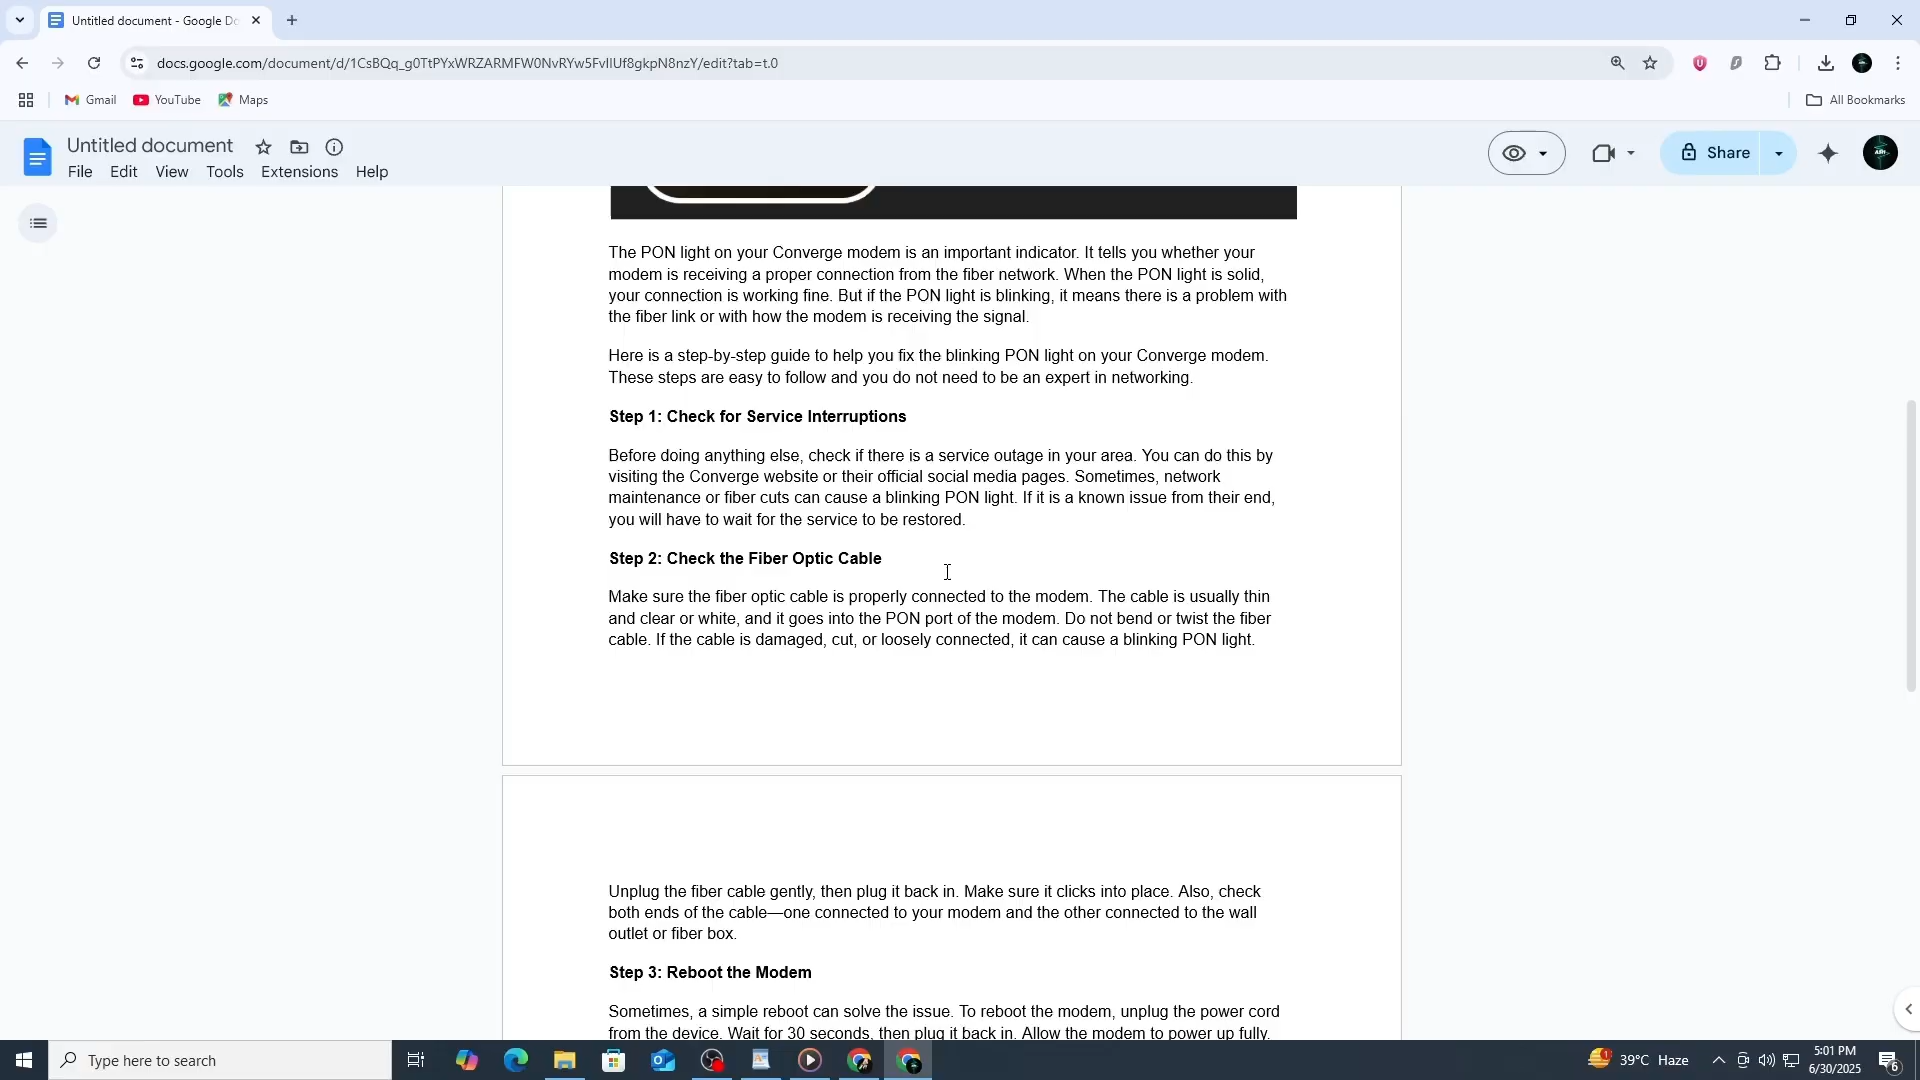 Untitled document - Google Do
docs.google.com/document/d/1CsBQq_g0TtPYxWRZARMFW0NvRYw5FvIlUf8gkpN8nzY/edit?tab=t.0
Gmail
YouTube
Maps
All Bookmarks
Untitled document
File Edit View Tools Extensions Help
Share
The PON light on your Converge modem is an important indicator. It tells you whether your
modem is receiving a proper connection from the fiber network. When the PON light is solid,
your connection is working fine. But if the PON light is blinking, it means there is a problem with
the fiber link or with how the modem is receiving the signal.
Here is a step-by-step guide to help you fix the blinking PON light on your Converge modem.
These steps are easy to follow and you do not need to be an expert in networking.
Step 1: Check for Service Interruptions
Before doing anything else, check if there is a service outage in your area. You can do this by
visiting the Converge website or their official social media pages. Sometimes, network
maintenance or fiber cuts can cause a blinking PON light. If it is a known issue from their end,
you will have to wait for the service to be restored.
Step 2: Check the Fiber Optic Cable
Make sure the fiber optic cable is properly connected to the modem. The cable is usually thin
and clear or white, and it goes into the PON port of the modem. Do not bend or twist the fiber
cable. If the cable is damaged, cut, or loosely connected, it can cause a blinking PON light.
Unplug the fiber cable gently, then plug it back in. Make sure it clicks into place. Also, check
both ends of the cable—one connected to your modem and the other connected to the wall
outlet or fiber box.
Step 3: Reboot the Modem
Sometimes, a simple reboot can solve the issue. To reboot the modem, unplug the power cord
from the device. Wait for 30 seconds, then plug it back in. Allow the modem to power up fully.
Type here to search
39°C Haze
5:01 PM
6/30/2025
6